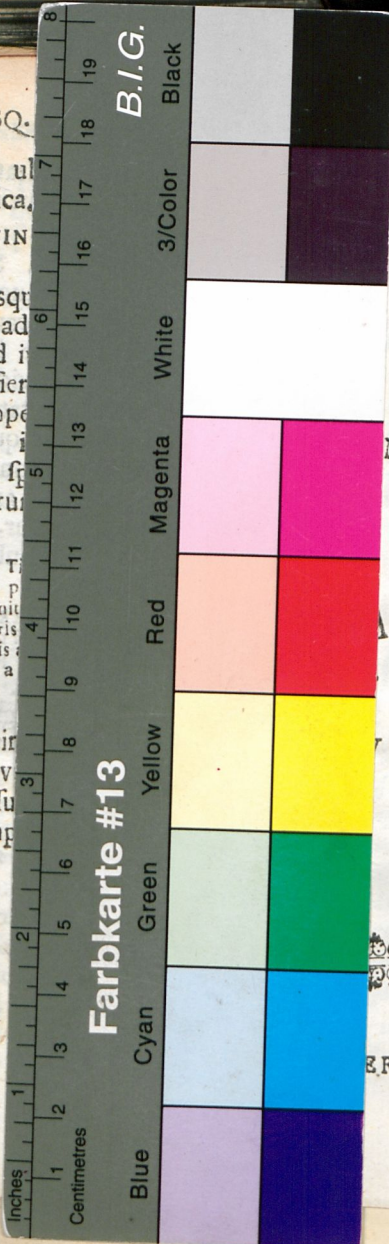 Farbkarte #13
B.I.G.
Inches
1
2
3
4
5
6
7
8
Centimetres
1
2
3
4
5
6
7
8
9
10
11
12
13
14
15
16
17
18
19
Blue
Cyan
Green
Yellow
Red
Magenta
White
3/Color
Black